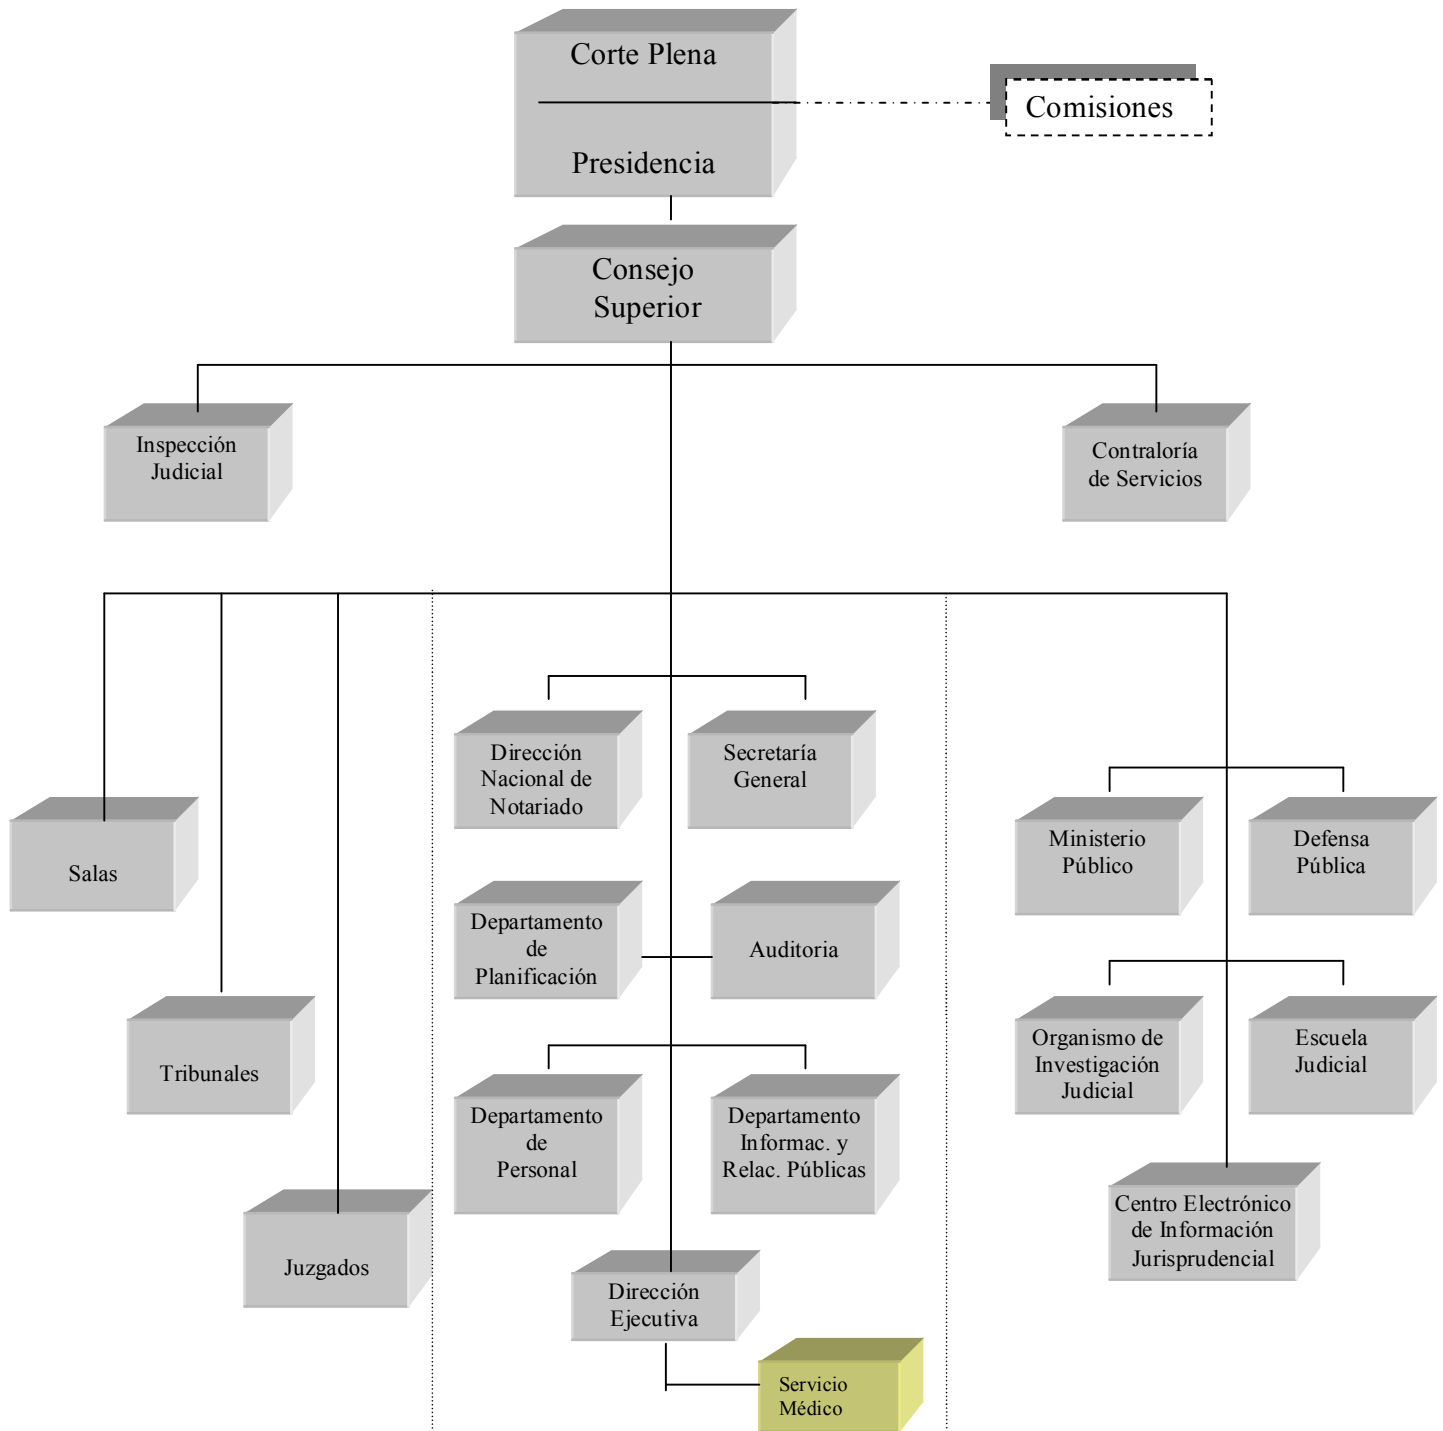 Corte Plena
Comisiones
Presidencia
Consejo
Superior
Inspección
Judicial
Contraloría
de Servicios
Dirección
Nacional de
Notariado
Secretaría
General
Salas
Ministerio
Público
Defensa
Pública
Departamento
de
Planificación
Auditoria
Tribunales
Organismo de
Investigación
Judicial
Escuela
Judicial
Departamento
de
Personal
Departamento
Informac. y
Relac. Públicas
Juzgados
Centro Electrónico
de Información
Jurisprudencial
Dirección
Ejecutiva
Servicio
Médico